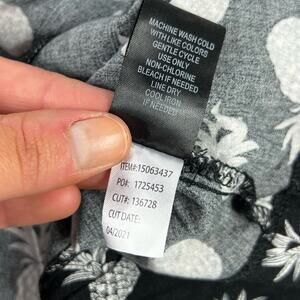 MACHINE WASH COLD
WITH LIKE COLORS
GENTLE CYCLE
USE ONLY
NON-CHLORINE
BLEACH IF NEEDED
LINE DRY
COOL IRON
IF NEEDED
ITEM#:15063437
PO#: 1725453
CUT#: 136728
CUT DATE:
04/2021